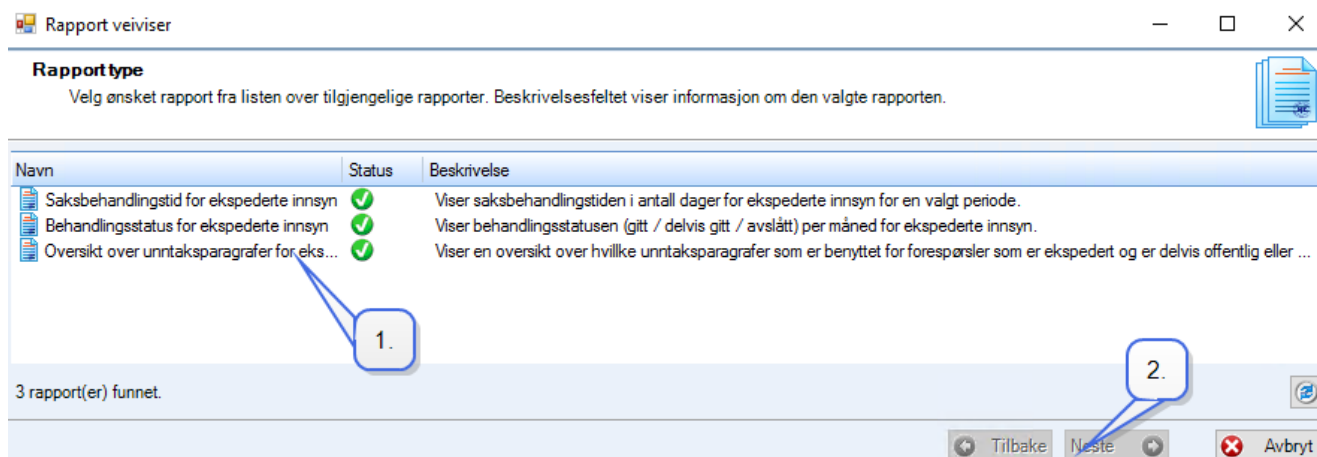 Rapport veiviser
Rapporttype
Velg ønsket rapport fra listen over tilgjengelige rapporter. Beskrivelsesfeltet viser informasjon om den valgte rapporten.
Navn Status Beskrivelse
Saksbehandlingstid for ekspederte innsyn Viser saksbehandlingstiden i antall dager for ekspederte innsyn for en valgt periode.
Behandlingsstatus for ekspederte innsyn Viser behandlingsstatusen (gitt / delvis gitt / avslått) per måned for ekspederte innsyn.
Oversikt over unntaksparagrafer for eks... Viser en oversikt over hvillke unntaksparagrafer som er benyttet for forespørsler som er ekspedert og er delvis offentlig eller ...
1.
2.
3 rapport(er) funnet.
Tilbake Neste Avbryt